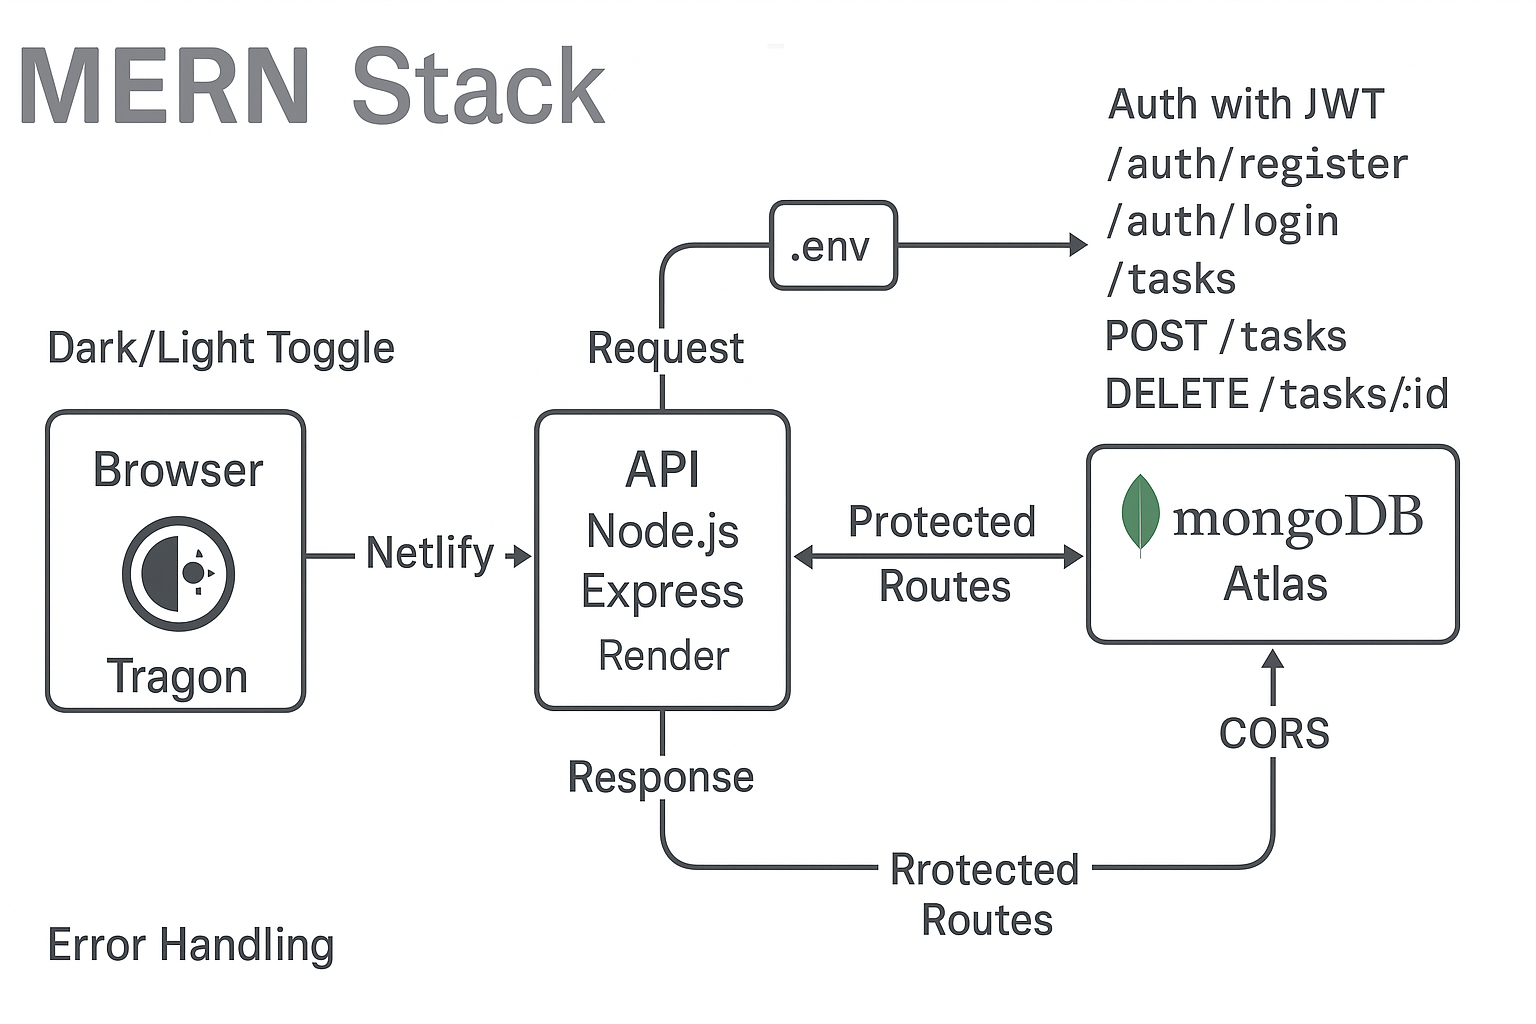 MERN Stack
Auth with JWT
/auth/register
/auth/login
/tasks
POST /tasks
DELETE /tasks/:id
.env
Request
Dark/Light Toggle
Browser
Tragon
Netlify
API
Node.js
Express
Render
Protected
Routes
mongoDB
Atlas
CORS
Response
Rrotected
Routes
Error Handling